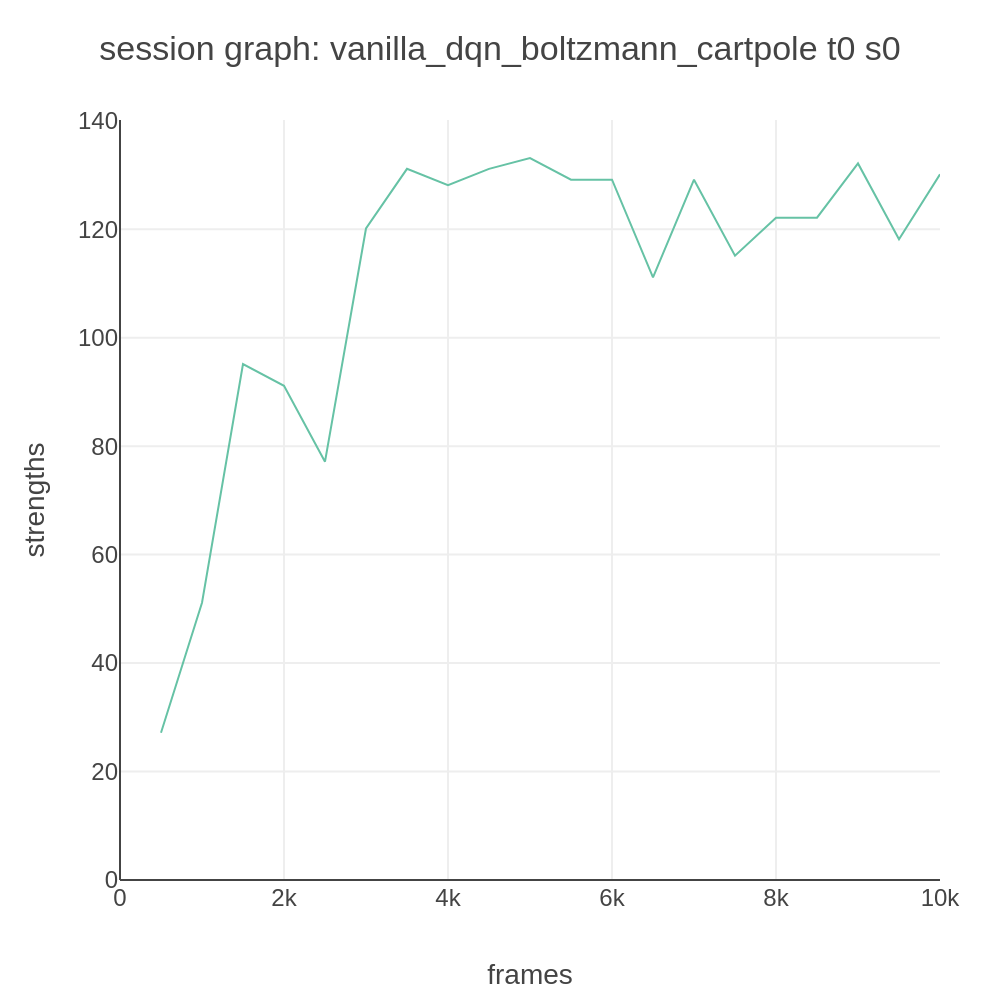 session graph: vanilla_dqn_boltzmann_cartpole t0 s0
140
120
100
80
60
40
20
0
strengths
0 2k 4k 6k 8k 10k
frames